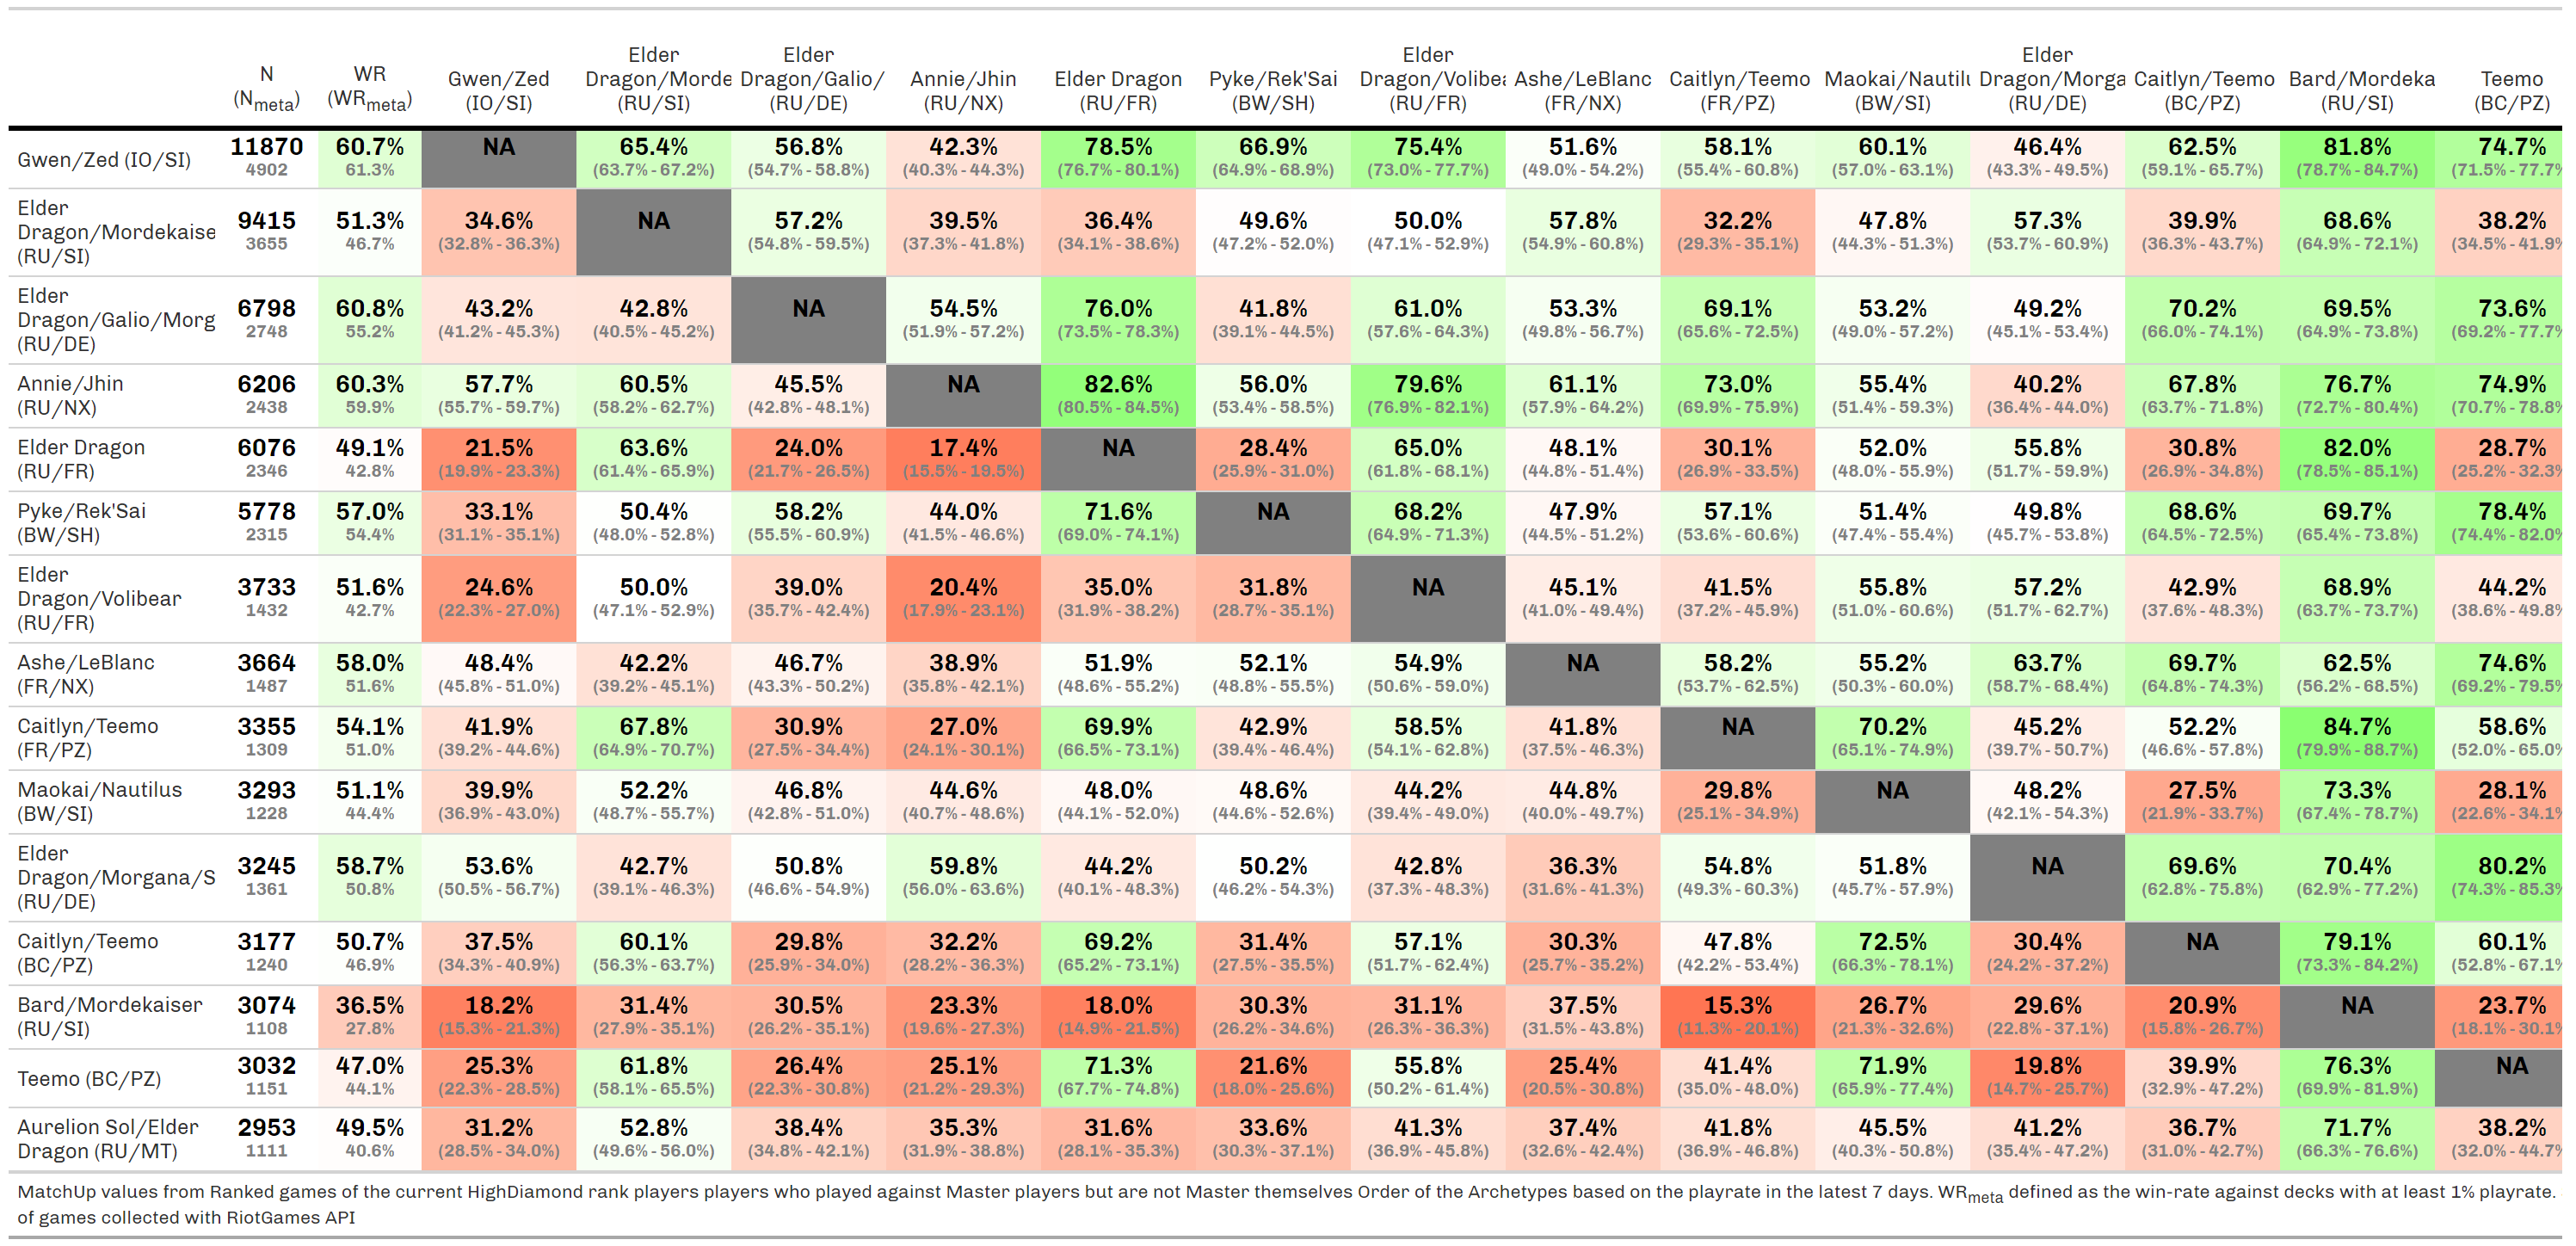 Elder Elder Elder Elder
N WR Gwen/Zed Dragon/Morde Dragon/Galio/ Annie/Jhin Elder Dragon Pyke/Rek'Sai Dragon/Volibea Ashe/LeBlanc Caitlyn/Teemo Maokai/Nautilu Dragon/Morga Caitlyn/Teemo Bard/Mordeka Teemo
(Nmeta) (WRmeta) (IO/SI) (RU/SI) (RU/DE) (RU/NX) (RU/FR) (BW/SH) (RU/FR) (FR/NX) (FR/PZ) (BW/SI) (RU/DE) (BC/PZ) (RU/SI) (BC/PZ)
Gwen/Zed (IO/SI) 11870 60.7% NA 65.4% 56.8% 42.3% 78.5% 66.9% 75.4% 51.6% 58.1% 60.1% 46.4% 62.5% 81.8% 74.7%
4902 61.3% (63.7% - 67.2%) (54.7% - 58.8%) (40.3% - 44.3%) (76.7% - 80.1%) (64.9% - 68.9%) (73.0% - 77.7%) (49.0% - 54.2%) (55.4% - 60.8%) (57.0% - 63.1%) (43.3% - 49.5%) (59.1% - 65.7%) (78.7% - 84.7%) (71.5% - 77.7%
Elder
Dragon/Mordekaise 9415 51.3% 34.6% NA 57.2% 39.5% 36.4% 49.6% 50.0% 57.8% 32.2% 47.8% 57.3% 39.9% 68.6% 38.2%
(RU/SI) 3655 46.7% (32.8% - 36.3%) (54.8% - 59.5%) (37.3% - 41.8%) (34.1% - 38.6%) (47.2% - 52.0%) (47.1% - 52.9%) (54.9% - 60.8%) (29.3% - 35.1%) (44.3% - 51.3%) (53.7% - 60.9%) (36.3% - 43.7%) (64.9% - 72.1%) (34.5% - 41.9%
Elder
Dragon/Galio/Morg 6798 60.8% 43.2% 42.8% NA 54.5% 76.0% 41.8% 61.0% 53.3% 69.1% 53.2% 49.2% 70.2% 69.5% 73.6%
(RU/DE) 2748 55.2% (41.2% - 45.3%) (40.5% - 45.2%) (51.9% - 57.2%) (73.5% - 78.3%) (39.1% - 44.5%) (57.6% - 64.3%) (49.8% - 56.7%) (65.6% - 72.5%) (49.0% - 57.2%) (45.1% - 53.4%) (66.0% - 74.1%) (64.9% - 73.8%) (69.2% - 77.7%
Annie/Jhin 6206 60.3% 57.7% 60.5% 45.5% NA 82.6% 56.0% 79.6% 61.1% 73.0% 55.4% 40.2% 67.8% 76.7% 74.9%
(RU/NX) 2438 59.9% (55.7% - 59.7%) (58.2% - 62.7%) (42.8% - 48.1%) (80.5% - 84.5%) (53.4% - 58.5%) (76.9% - 82.1%) (57.9% - 64.2%) (69.9% - 75.9%) (51.4% - 59.3%) (36.4% - 44.0%) (63.7% - 71.8%) (72.7% - 80.4%) (70.7% - 78.8%
Elder Dragon 6076 49.1% 21.5% 63.6% 24.0% 17.4% NA 28.4% 65.0% 48.1% 30.1% 52.0% 55.8% 30.8% 82.0% 28.7%
(RU/FR) 2346 42.8% (19.9% - 23.3%) (61.4% - 65.9%) (21.7% - 26.5%) (15.5% - 19.5%) (25.9% - 31.0%) (61.8% - 68.1%) (44.8% - 51.4%) (26.9% - 33.5%) (48.0% - 55.9%) (51.7% - 59.9%) (26.9% - 34.8%) (78.5% - 85.1%) (25.2% - 32.3%
Pyke/Rek'Sai 5778 57.0% 33.1% 50.4% 58.2% 44.0% 71.6% NA 68.2% 47.9% 57.1% 51.4% 49.8% 68.6% 69.7% 78.4%
(BW/SH) 2315 54.4% (31.1% - 35.1%) (48.0% - 52.8%) (55.5% - 60.9%) (41.5% - 46.6%) (69.0% - 74.1%) (64.9% - 71.3%) (44.5% - 51.2%) (53.6% - 60.6%) (47.4% - 55.4%) (45.7% - 53.8%) (64.5% - 72.5%) (65.4% - 73.8%) (74.4% - 82.0%
Elder
Dragon/Volibear 3733 51.6% 24.6% 50.0% 39.0% 20.4% 35.0% 31.8% NA 45.1% 41.5% 55.8% 57.2% 42.9% 68.9% 44.2%
(RU/FR) 1432 42.7% (22.3% - 27.0%) (47.1% - 52.9%) (35.7% - 42.4%) (17.9% - 23.1%) (31.9% - 38.2%) (28.7% - 35.1%) (41.0% - 49.4%) (37.2% - 45.9%) (51.0% - 60.6%) (51.7% - 62.7%) (37.6% - 48.3%) (63.7% - 73.7%) (38.6% - 49.8%
Ashe/LeBlanc 3664 58.0% 48.4% 42.2% 46.7% 38.9% 51.9% 52.1% 54.9% NA 58.2% 55.2% 63.7% 69.7% 62.5% 74.6%
(FR/NX) 1487 51.6% (45.8% - 51.0%) (39.2% - 45.1%) (43.3% - 50.2%) (35.8% - 42.1%) (48.6% - 55.2%) (48.8% - 55.5%) (50.6% - 59.0%) (53.7% - 62.5%) (50.3% - 60.0%) (58.7% - 68.4%) (64.8% - 74.3%) (56.2% - 68.5%) (69.2% - 79.5%
Caitlyn/Teemo 3355 54.1% 41.9% 67.8% 30.9% 27.0% 69.9% 42.9% 58.5% 41.8% NA 70.2% 45.2% 52.2% 84.7% 58.6%
(FR/PZ) 1309 51.0% (39.2% - 44.6%) (64.9% - 70.7%) (27.5% - 34.4%) (24.1% - 30.1%) (66.5% - 73.1%) (39.4% - 46.4%) (54.1% - 62.8%) (37.5% - 46.3%) (65.1% - 74.9%) (39.7% - 50.7%) (46.6% - 57.8%) (79.9% - 88.7%) (52.0% - 65.0%
Maokai/Nautilus 3293 51.1% 39.9% 52.2% 46.8% 44.6% 48.0% 48.6% 44.2% 44.8% 29.8% NA 48.2% 27.5% 73.3% 28.1%
(BW/SI) 1228 44.4% (36.9% - 43.0%) (48.7% - 55.7%) (42.8% - 51.0%) (40.7% - 48.6%) (44.1% - 52.0%) (44.6% - 52.6%) (39.4% - 49.0%) (40.0% - 49.7%) (25.1% - 34.9%) (42.1% - 54.3%) (21.9% - 33.7%) (67.4% - 78.7%) (22.6% - 34.1%
Elder
Dragon/Morgana/S 3245 58.7% 53.6% 42.7% 50.8% 59.8% 44.2% 50.2% 42.8% 36.3% 54.8% 51.8% NA 69.6% 70.4% 80.2%
(RU/DE) 1361 50.8% (50.5% - 56.7%) (39.1% - 46.3%) (46.6% - 54.9%) (56.0% - 63.6%) (40.1% - 48.3%) (46.2% - 54.3%) (37.3% - 48.3%) (31.6% - 41.3%) (49.3% - 60.3%) (45.7% - 57.9%) (62.8% - 75.8%) (62.9% - 77.2%) (74.3% - 85.3%
Caitlyn/Teemo 3177 50.7% 37.5% 60.1% 29.8% 32.2% 69.2% 31.4% 57.1% 30.3% 47.8% 72.5% 30.4% NA 79.1% 60.1%
(BC/PZ) 1240 46.9% (34.3% - 40.9%) (56.3% - 63.7%) (25.9% - 34.0%) (28.2% - 36.3%) (65.2% - 73.1%) (27.5% - 35.5%) (51.7% - 62.4%) (25.7% - 35.2%) (42.2% - 53.4%) (66.3% - 78.1%) (24.2% - 37.2%) (73.3% - 84.2%) (52.8% - 67.1%
Bard/Mordekaiser 3074 36.5% 18.2% 31.4% 30.5% 23.3% 18.0% 30.3% 31.1% 37.5% 15.3% 26.7% 29.6% 20.9% NA 23.7%
(RU/SI) 1108 27.8% (15.3% - 21.3%) (27.9% - 35.1%) (26.2% - 35.1%) (19.6% - 27.3%) (14.9% - 21.5%) (26.2% - 34.6%) (26.3% - 36.3%) (31.5% - 43.8%) (11.3% - 20.1%) (21.3% - 32.6%) (22.8% - 37.1%) (15.8% - 26.7%) (18.1% - 30.1%
Teemo (BC/PZ) 3032 47.0% 25.3% 61.8% 26.4% 25.1% 71.3% 21.6% 55.8% 25.4% 41.4% 71.9% 19.8% 39.9% 76.3% NA
1151 44.1% (22.3% - 28.5%) (58.1% - 65.5%) (22.3% - 30.8%) (21.2% - 29.3%) (67.7% - 74.8%) (18.0% - 25.6%) (50.2% - 61.4%) (20.5% - 30.8%) (35.0% - 48.0%) (65.9% - 77.4%) (14.7% - 25.7%) (32.9% - 47.2%) (69.9% - 81.9%)
Aurelion Sol/Elder 2953 49.5% 31.2% 52.8% 38.4% 35.3% 31.6% 33.6% 41.3% 37.4% 41.8% 45.5% 41.2% 36.7% 71.7% 38.2%
Dragon (RU/MT) 1111 40.6% (28.5% - 34.0%) (49.6% - 56.0%) (34.8% - 42.1%) (31.9% - 38.8%) (28.1% - 35.3%) (30.3% - 37.1%) (36.9% - 45.8%) (32.6% - 42.4%) (36.9% - 46.8%) (40.3% - 50.8%) (35.4% - 47.2%) (31.0% - 42.7%) (66.3% - 76.6%) (32.0% - 44.7%
MatchUp values from Ranked games of the current HighDiamond rank players players who played against Master players but are not Master themselves Order of the Archetypes based on the playrate in the latest 7 days. WRmeta defined as the win-rate against decks with at least 1% playrate.
of games collected with RiotGames API